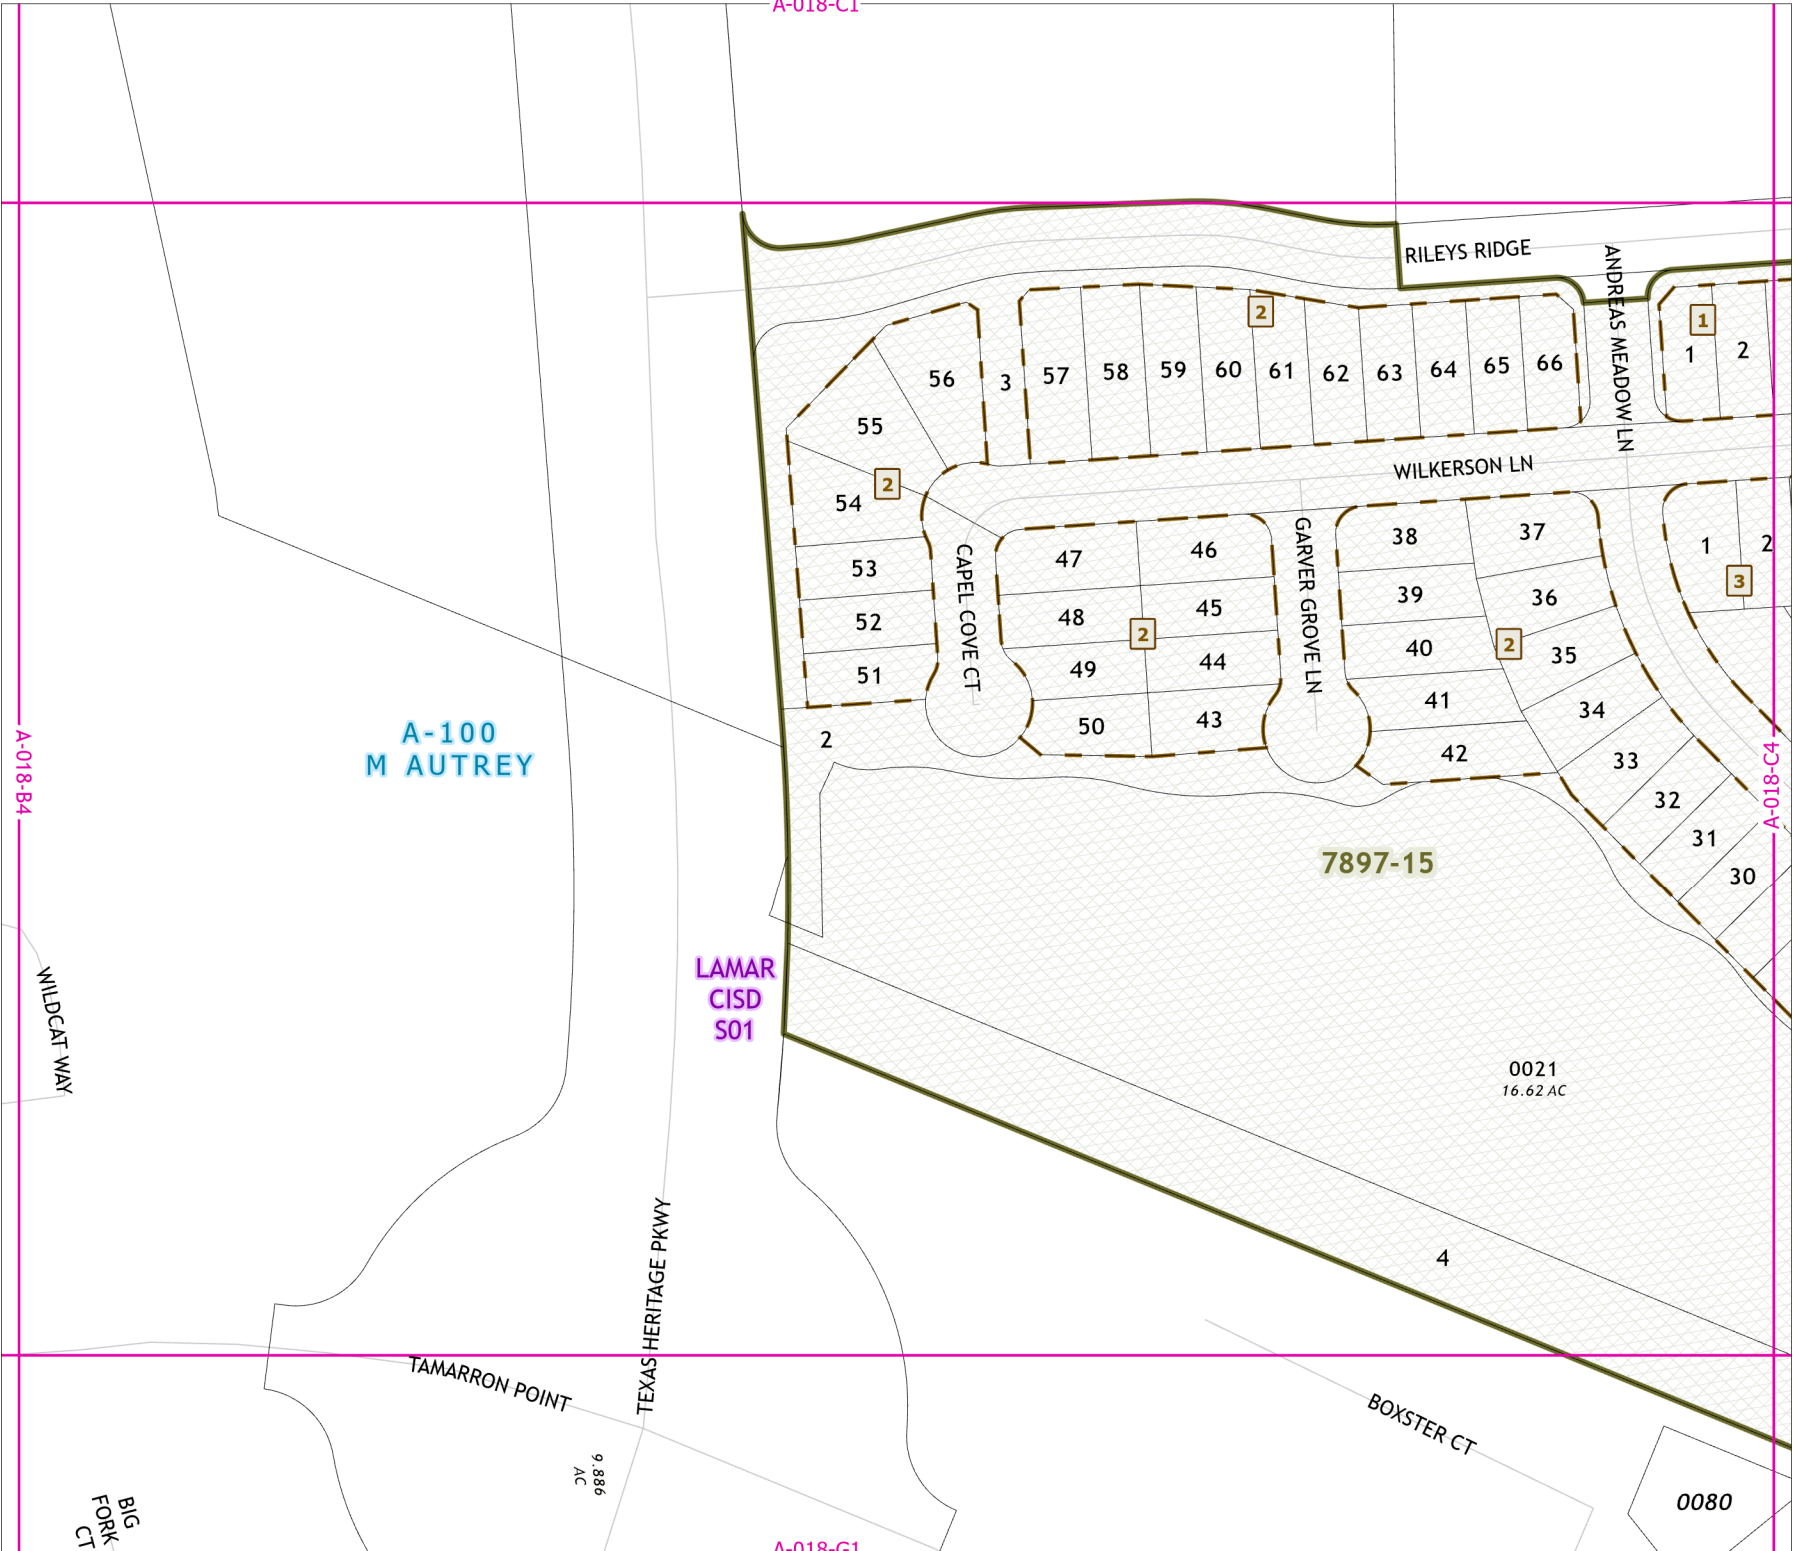 A-018-C1
RILEYS RIDGE
ANDREAS MEADOW LN
2
1
56
3
57
58
59
60
61
62
63
64
65
66
1
2
55
WILKERSON LN
2
54
CAPEL COVE CT
47
46
GARVER GROVE LN
38
37
1
2
53
3
52
48
45
39
36
2
40
2
35
51
49
44
41
34
2
50
43
42
33
32
31
30
A-100
M AUTREY
A-018-B4
A-018-C4
7897-15
LAMAR
CISD
S01
WILDCAT WAY
0021
16.62 AC
4
TEXAS HERITAGE PKWY
TAMARRON POINT
BOXSTER CT
9.886
AC
BIG
FORK
CT
0080
A-018-G1